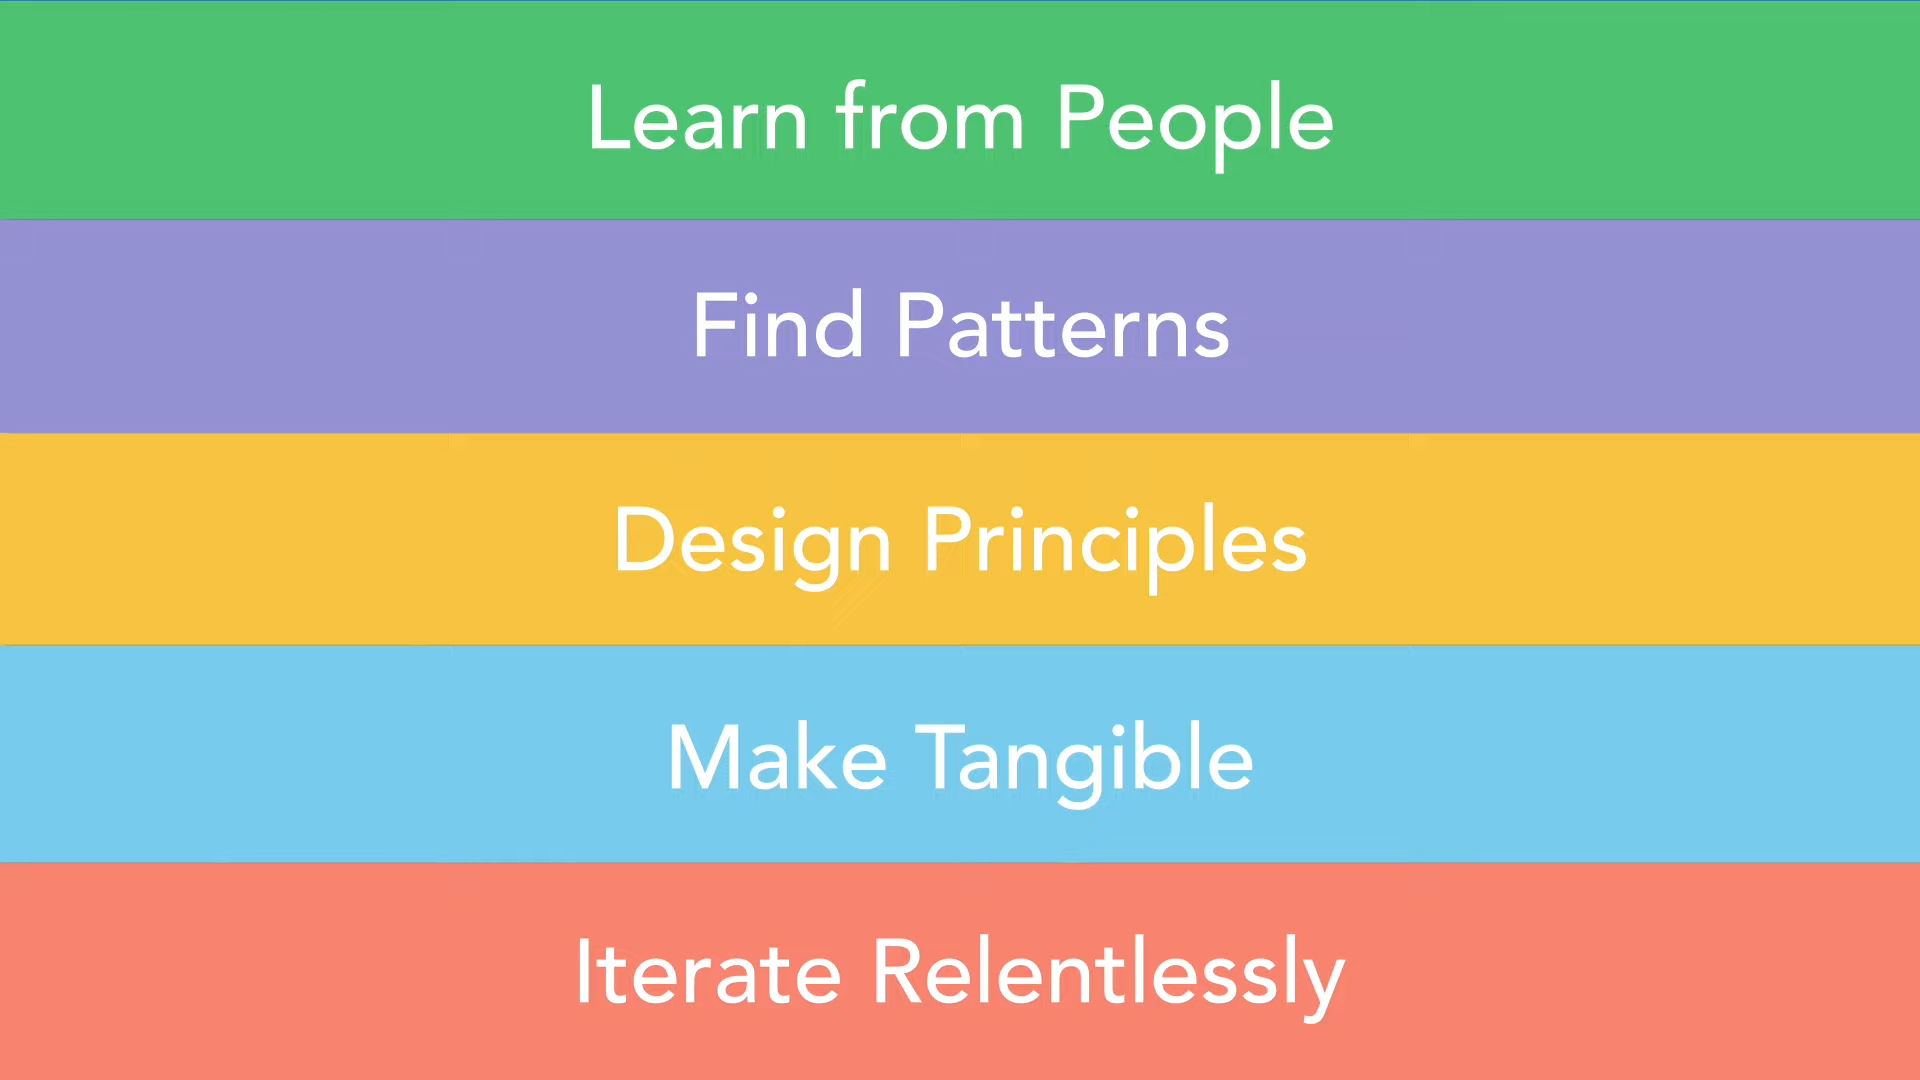 Learn from People
Find Patterns
Design Principles
Make Tangible
Iterate Relentlessly